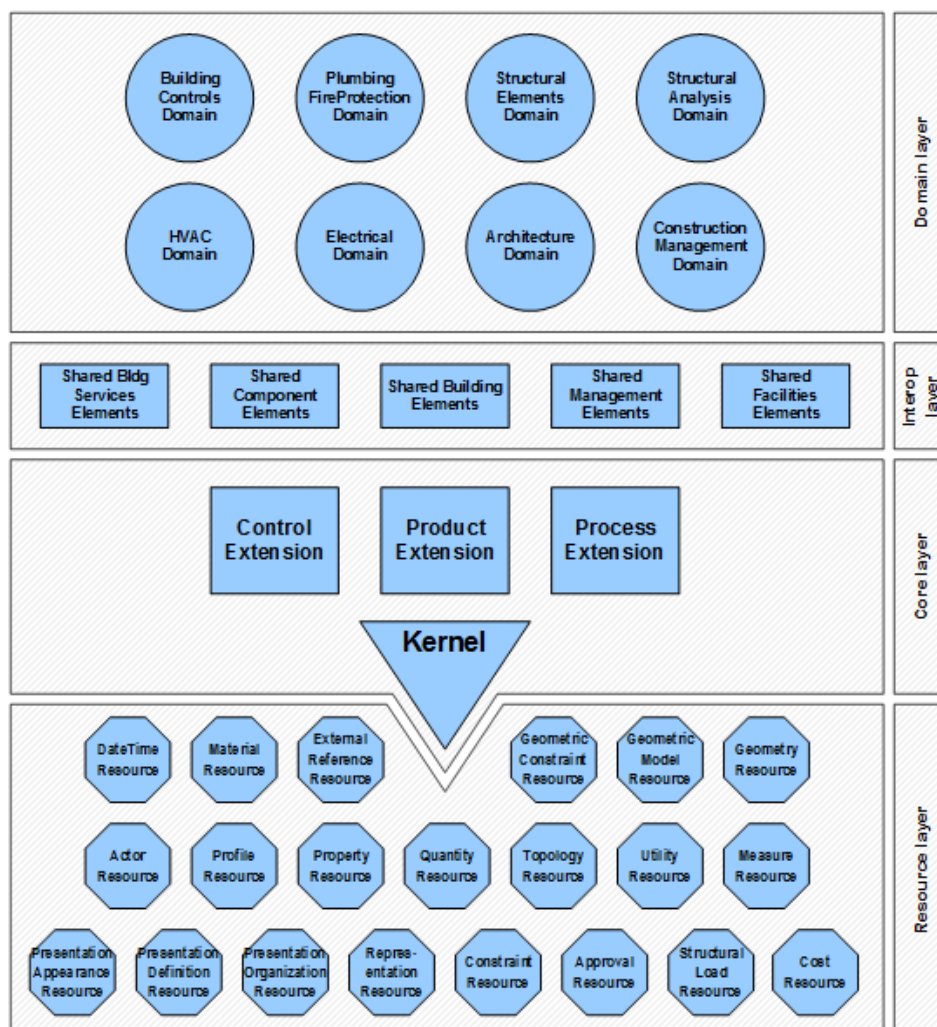 Building
Controls
Domain
Plumbing
FireProtection
Domain
Structural
Elements
Domain
Structural
Analysis
Domain
HVAC
Domain
Electrical
Domain
Architecture
Domain
Construction
Management
Domain
Domain layer
Shared Bldg
Services
Elements
Shared
Component
Elements
Shared Building
Elements
Shared
Management
Elements
Shared
Facilities
Elements
Interop
layer
Control
Extension
Product
Extension
Process
Extension
Kernel
Core layer
DateTime
Resource
Material
Resource
External
Reference
Resource
Geometric
Constraint
Resource
Geometric
Model
Resource
Geometry
Resource
Actor
Resource
Profile
Resource
Property
Resource
Quantity
Resource
Topology
Resource
Utility
Resource
Measure
Resource
Presentation
Appearance
Resource
Presentation
Definition
Resource
Presentation
Organization
Resource
Represen-
tation
Resource
Constraint
Resource
Approval
Resource
Structural
Load
Resource
Cost
Resource
Resource layer